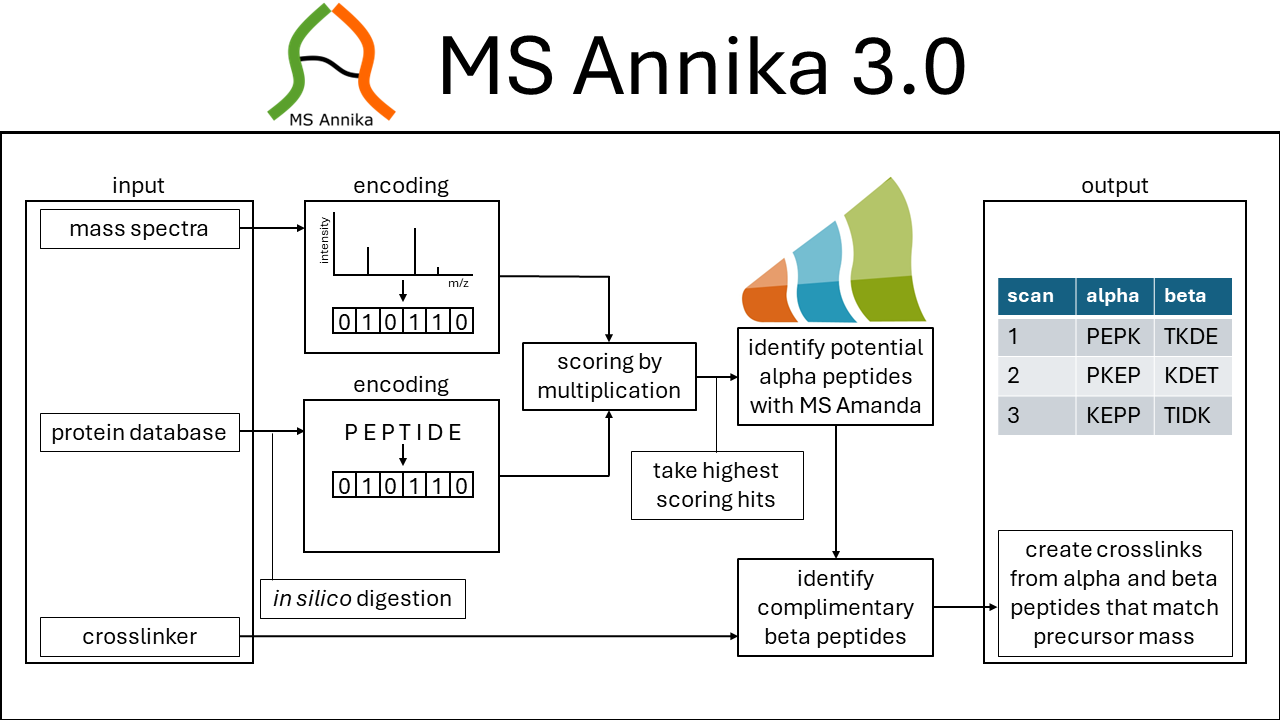 MS Annika
MS Annika 3.0
input
mass spectra
protein database
crosslinker
encoding
intensity
m/z
0 1 0 1 1 0
encoding
P E P T I D E
0 1 0 1 1 0
in silico digestion
scoring by
multiplication
take highest
scoring hits
identify potential
alpha peptides
with MS Amanda
identify
complimentary
beta peptides
output
scan alpha beta
1 PEPK TKDE
2 PKEP KDET
3 KEPP TIDK
create crosslinks
from alpha and beta
peptides that match
precursor mass